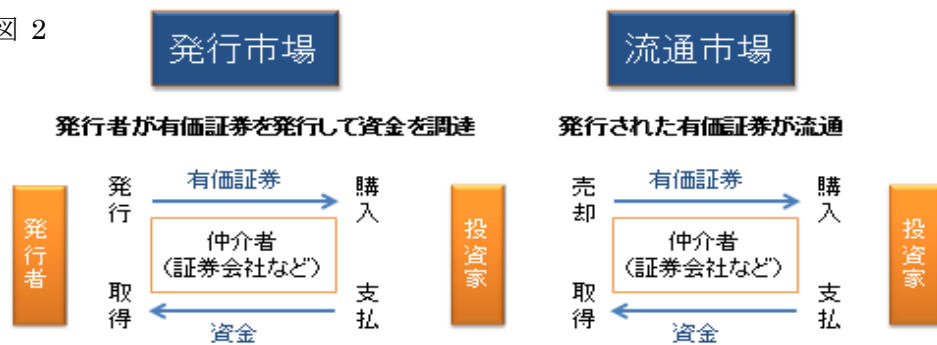 図 2
発行市場
流通市場
発行者が有価証券を発行して資金を調達
発行された有価証券が流通
発行者
発行
有価証券
購入
仲介者
（証券会社など）
取得
資金
支払
投資家
売却
有価証券
購入
仲介者
（証券会社など）
取得
資金
支払
投資家